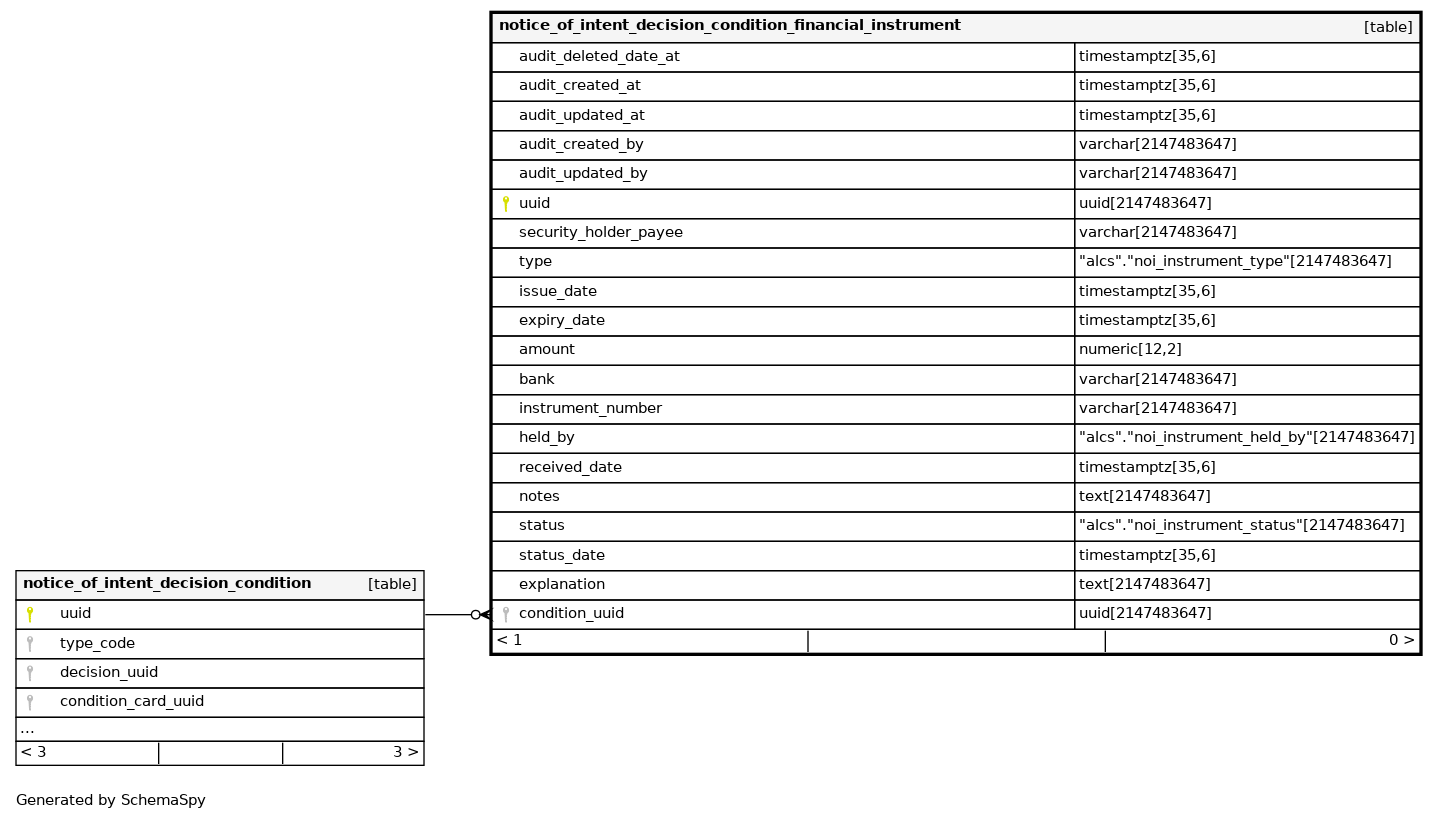 notice_of_intent_decision_condition_financial_instrument [table]
audit_deleted_date_at timestamptz[35,6]
audit_created_at timestamptz[35,6]
audit_updated_at timestamptz[35,6]
audit_created_by varchar[2147483647]
audit_updated_by varchar[2147483647]
uuid uuid[2147483647]
security_holder_payee varchar[2147483647]
type "alcs"."noi_instrument_type"[2147483647]
issue_date timestamptz[35,6]
expiry_date timestamptz[35,6]
amount numeric[12,2]
bank varchar[2147483647]
instrument_number varchar[2147483647]
held_by "alcs"."noi_instrument_held_by"[2147483647]
received_date timestamptz[35,6]
notes text[2147483647]
status "alcs"."noi_instrument_status"[2147483647]
status_date timestamptz[35,6]
explanation text[2147483647]
condition_uuid uuid[2147483647]
< 1 0 >
notice_of_intent_decision_condition [table]
uuid
type_code
decision_uuid
condition_card_uuid
...
< 3 3 >
Generated by SchemaSpy